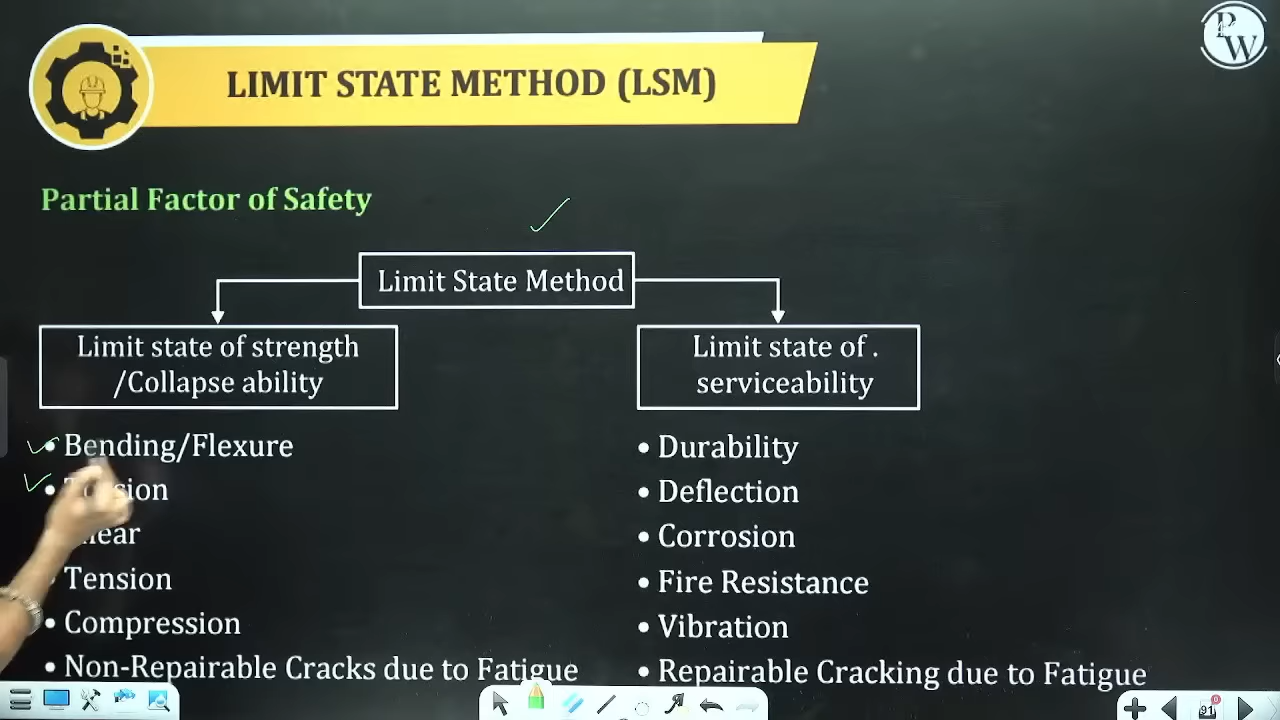 LIMIT STATE METHOD (LSM)
PW
Partial Factor of Safety
Limit State Method
Limit state of strength
/Collapse ability
Limit state of .
serviceability
• Bending/Flexure
•
• Tension
• Compression
• Non-Repairable Cracks due to Fatigue
• Durability
• Deflection
• Corrosion
• Fire Resistance
• Vibration
• Repairable Cracking due to Fatigue
91